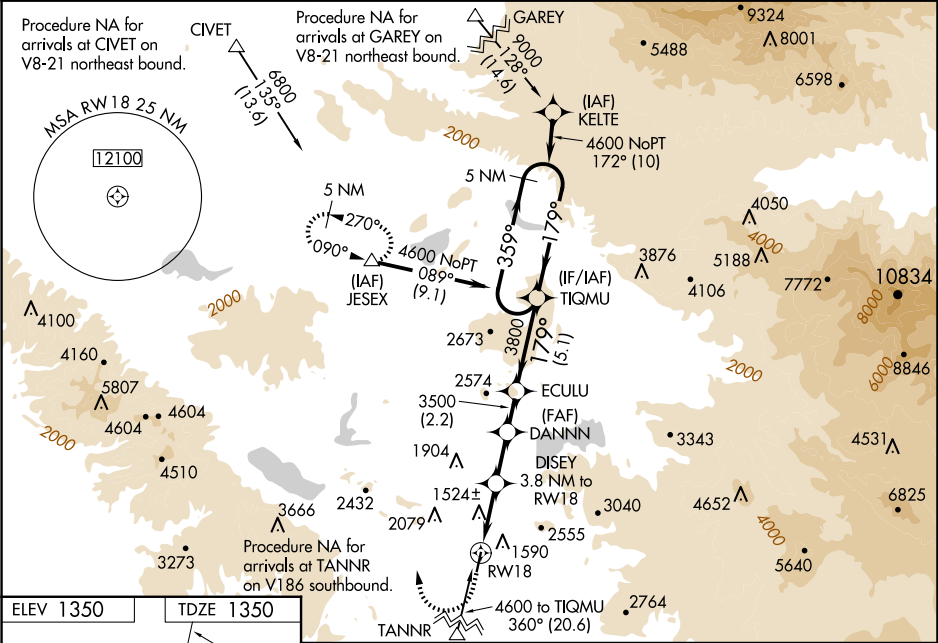 Procedure NA for
arrivals at CIVET on
V8-21 northeast bound.
CIVET
6800
135°
(13.6)
Procedure NA for
arrivals at GAREY on
V8-21 northeast bound.
GAREY
9000
128°
(14.6)
5488
9324
8001
6598
MSA RW18 25 NM
12100
2000
(IAF)
KELTE
4600 NoPT
172° (10)
5 NM
5 NM
270°
090°
4600 NoPT
089°
(9.1)
(IAF)
JESEX
359°
179°
(IF/IAF)
TIQMU
4050
4000
5188
3876
4106
7772
10834
8000
8846
6000
2000
4100
4160
5807
4604
4604
4510
2000
2673
3800
179°
(5.1)
2574
ECULU
3500
(2.2)
(FAF)
DANNN
2000
3343
4531
1904
DISEY
3.8 NM to
RW18
2432
1524±
2079
3040
2555
4652
6825
4000
5640
3666
3273
Procedure NA for
arrivals at TANNR
on V186 southbound.
1590
RW18
2764
4600 to TIQMU
360° (20.6)
TANNR
ELEV 1350
TDZE 1350